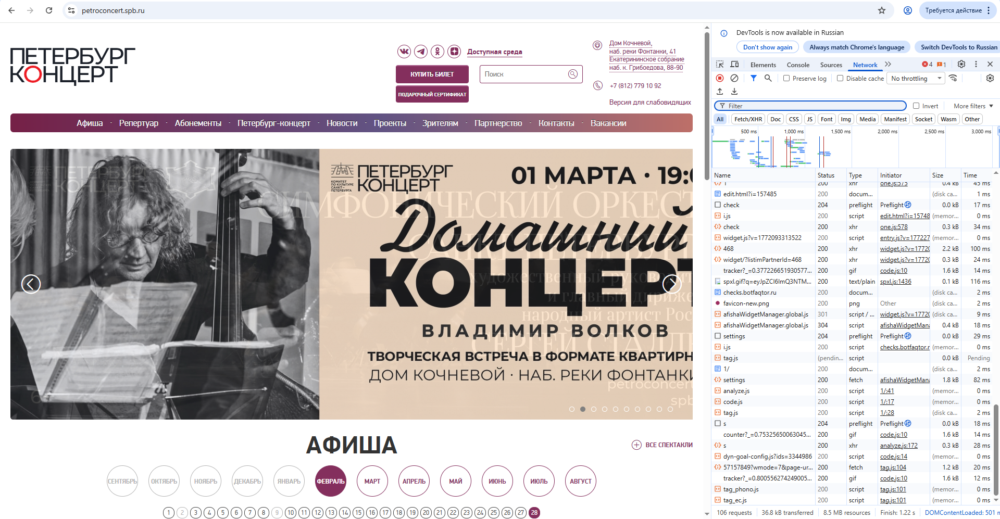 petroconcert.spb.ru
Требуется действие
ПЕТЕРБУРГ
КОНЦЕРТ
Доступная среда
КУПИТЬ БИЛЕТ
ПОДАРОЧНЫЙ СЕРТИФИКАТ
Поиск
Дом Кочневой,
наб. реки Фонтанки, 41
Екатерининское собрание
наб. к. Грибоедова, 88-90
+7 (812) 779 10 92
Версия для слабовидящих
Афиша · Репертуар · Абонементы · Петербург-концерт · Новости · Проекты · Зрителям · Партнерство · Контакты · Вакансии
ПЕТЕРБУРГ
КОНЦЕРТ
КОМИТЕТ
ПО КУЛЬТУРЕ
САНКТ-
ПЕТЕРБУРГА
ПЕТЕРБУРГ
КОНЦЕРТ
01 МАРТА · 19:0
СИМФОНИЧЕСКИЙ ОРКЕСТ
Домашний
САНКТ-ПЕТЕРБУРГ
КОНЦЕРТ
художественный руководит
и главный дириже
народный артист Рос
ВЛАДИМИР ВОЛКОВ
СЕРГЕЙ СТАДЛЕ
ТВОРЧЕСКАЯ ВСТРЕЧА В ФОРМАТЕ КВАРТИРН
ДОМ КОЧНЕВОЙ · НАБ. РЕКИ ФОНТАНКИ
petroconcert
spb
6
АФИША
ВСЕ СПЕКТАКЛИ
СЕНТЯБРЬ ОКТЯБРЬ НОЯБРЬ ДЕКАБРЬ ЯНВАРЬ ФЕВРАЛЬ МАРТ АПРЕЛЬ МАЙ ИЮНЬ ИЮЛЬ АВГУСТ
1 2 3 4 5 6 7 8 9 10 11 12 13 14 15 16 17 18 19 20 21 22 23 24 25 26 27 28
DevTools is now available in Russian
Don't show again Always match Chrome's language Switch DevTools to Russian
Elements Console Sources Network 4 1
Preserve log Disable cache No throttling
Filter Invert More filters
All Fetch/XHR Doc CSS JS Font Img Media Manifest Socket Wasm Other
500 ms 1,000 ms 1,500 ms 2,000 ms 2,500 ms 3,000 ms
Name Status Type Initiator Size Time
1 200 xhr one.js:575 0.4 kB 45 ms
edit.html?i=157485 200 docum... (disk ca... 1 ms
check 204 preflight Preflight 0.0 kB 17 ms
i.js 200 script edit.html?i=15748 (memor... 0 ms
check 200 xhr one.js:578 0.3 kB 34 ms
widget.js?v=1772093313522 200 script entry.js?v=177227 (memor... 0 ms
468 200 xhr widget.js?v=17720 2.2 kB 100 ms
widget/?listimPartnerId=468 200 xhr widget.js?v=17720 0.3 kB 24 ms
tracker?_=0.377226651930577... 200 gif code.js:10 1.6 kB 14 ms
spxl.gif?q=eyJpZCI6ImQ3NTM... 200 text/plain spxl.js:1436 0.1 kB 116 ms
checks.botfaqtor.ru 200 docum... (disk ca... 2 ms
favicon-new.png 200 png Other (disk ca... 2 ms
afishaWidgetManager.global.js 301 script / ... widget.js?v=17720 (disk ca... 9 ms
afishaWidgetManager.global.js 304 script afishaWidgetMana 0.4 kB 18 ms
settings 204 preflight Preflight 0.0 kB 29 ms
i.js 200 script checks.botfaqtor.r (memor... 0 ms
tag.js (pendin... script 0.0 kB Pending
1/ 200 docum... (disk ca... 2 ms
settings 200 fetch afishaWidgetMana 1.8 kB 82 ms
analyze.js 200 script 1/:41 (memor... 0 ms
code.js 200 script 1/:17 (memor... 0 ms
tag.js 200 script 1/:28 (disk ca... 2 ms
s 204 preflight Preflight 0.0 kB 18 ms
counter?_=0.75325650063045... 200 gif code.js:10 1.6 kB 14 ms
s 200 xhr analyze.js:172 0.3 kB 28 ms
dyn-goal-config.js?ids=3344986 200 script code.js:14 (memor... 0 ms
57157849?wmode=7&page-ur... 200 fetch tag.js:104 1.2 kB 20 ms
tracker?_=0.800556274249005... 200 gif code.js:10 1.6 kB 12 ms
tag_phono.js 200 script tag.js:101 (memor... 0 ms
tag_ec.js 200 script tag.js:101 (memor... 0 ms
106 requests 36.8 kB transferred 8.5 MB resources Finish: 1.22 s DOMContentLoaded: 501 m